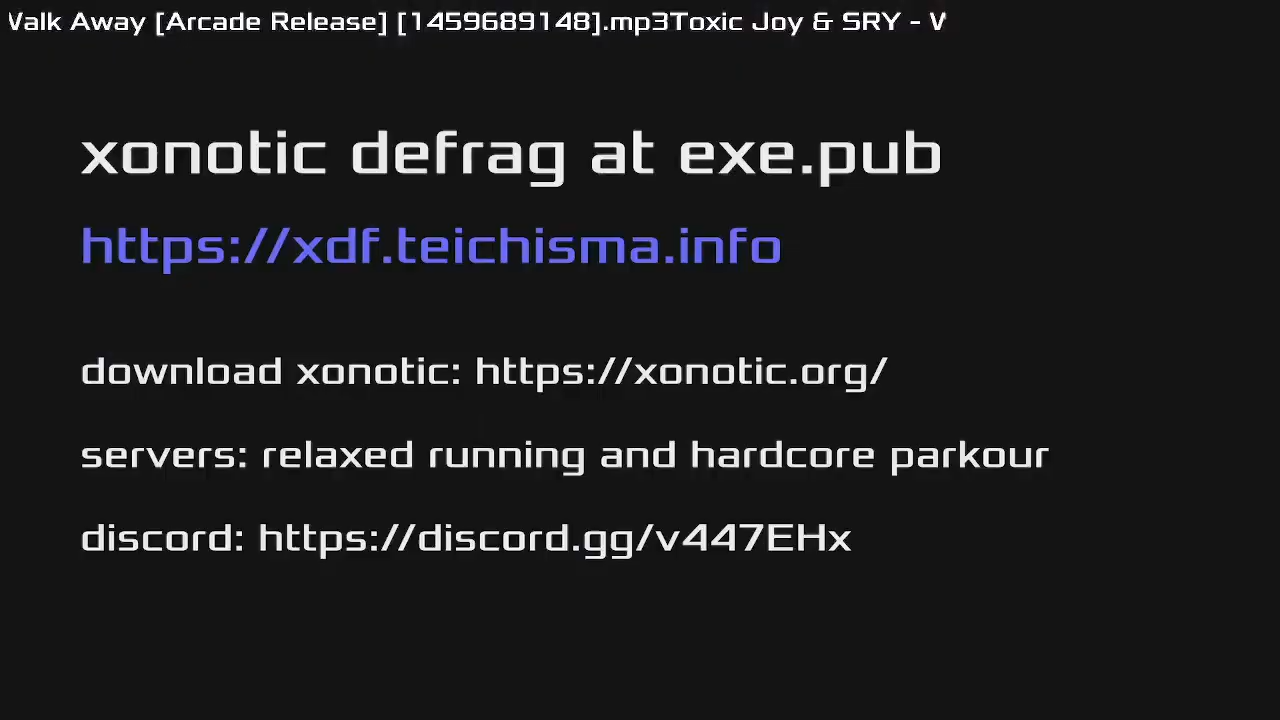 Walk Away [Arcade Release] [1459689148].mp3Toxic Joy & SRY - W
xonotic defrag at exe.pub
https://xdf.teichisma.info
download xonotic: https://xonotic.org/
servers: relaxed running and hardcore parkour
discord: https://discord.gg/v447EHx